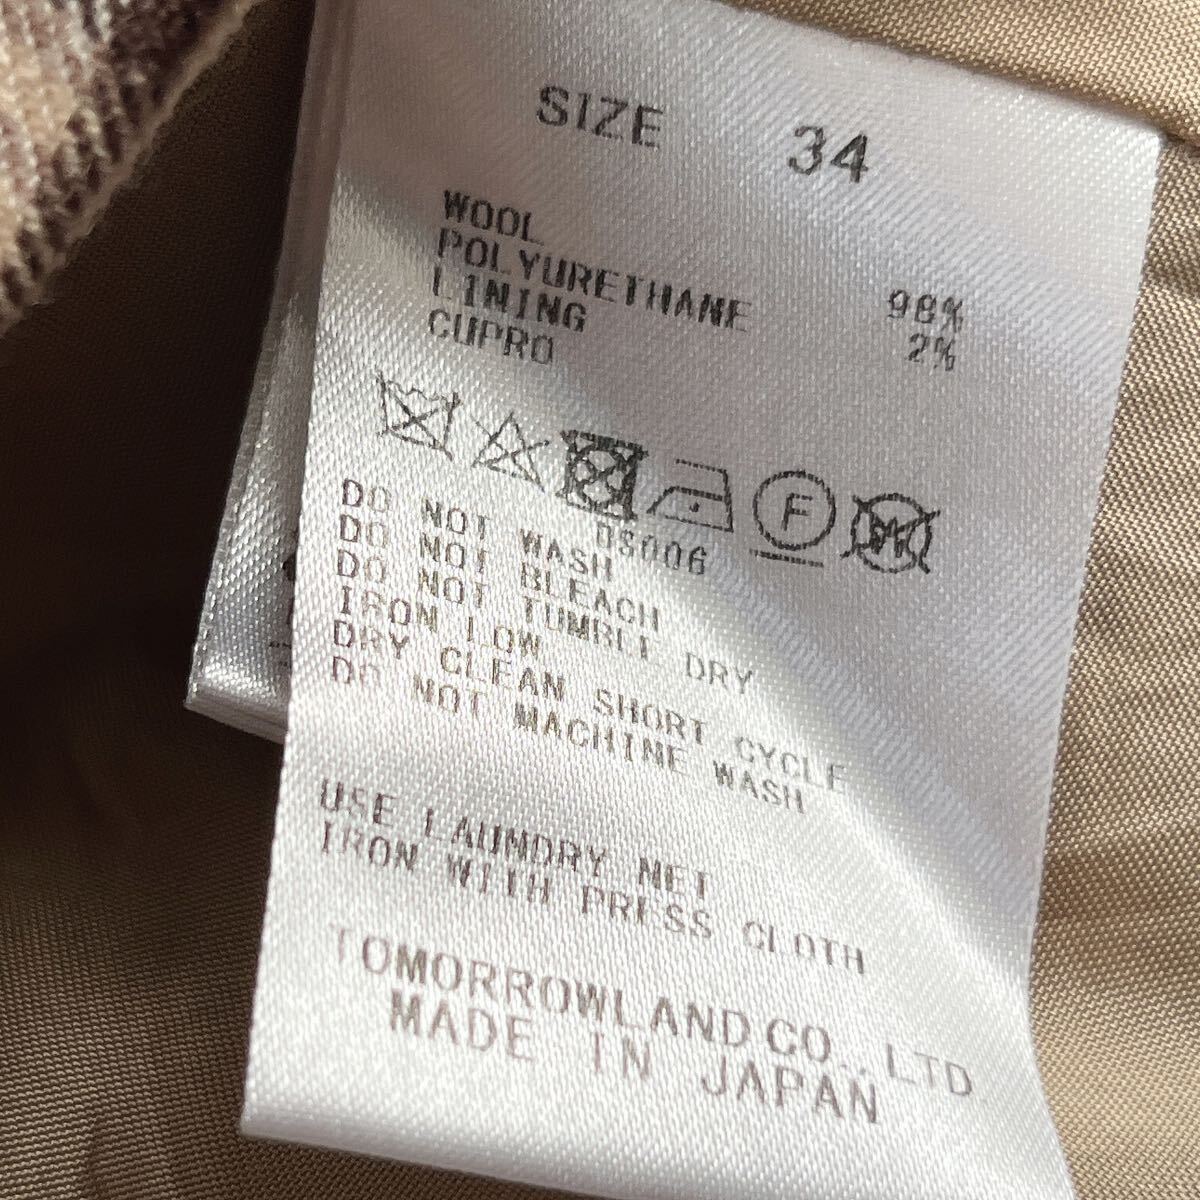 SIZE 34
WOOL 98%
POLYURETHANE 2%
LINING
CUPRO
F
DS006
DO NOT WASH
DO NOT BLEACH
DO NOT TUMBLE DRY
IRON LOW
DRY CLEAN SHORT CYCLE
DO NOT MACHINE WASH
USE LAUNDRY NET
IRON WITH PRESS CLOTH
TOMORROWLAND CO., LTD.
MADE IN JAPAN